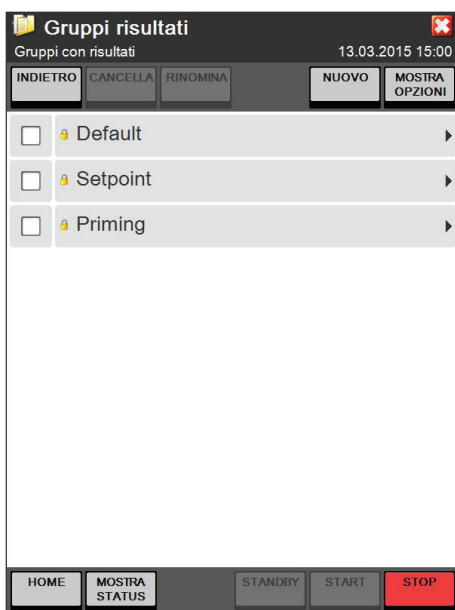 Gruppi risultati
Gruppi con risultati 13.03.2015 15:00
INDIETRO CANCELLA RINOMINA NUOVO MOSTRA OPZIONI
Default
Setpoint
Priming
HOME MOSTRA STATUS STANDBY START STOP